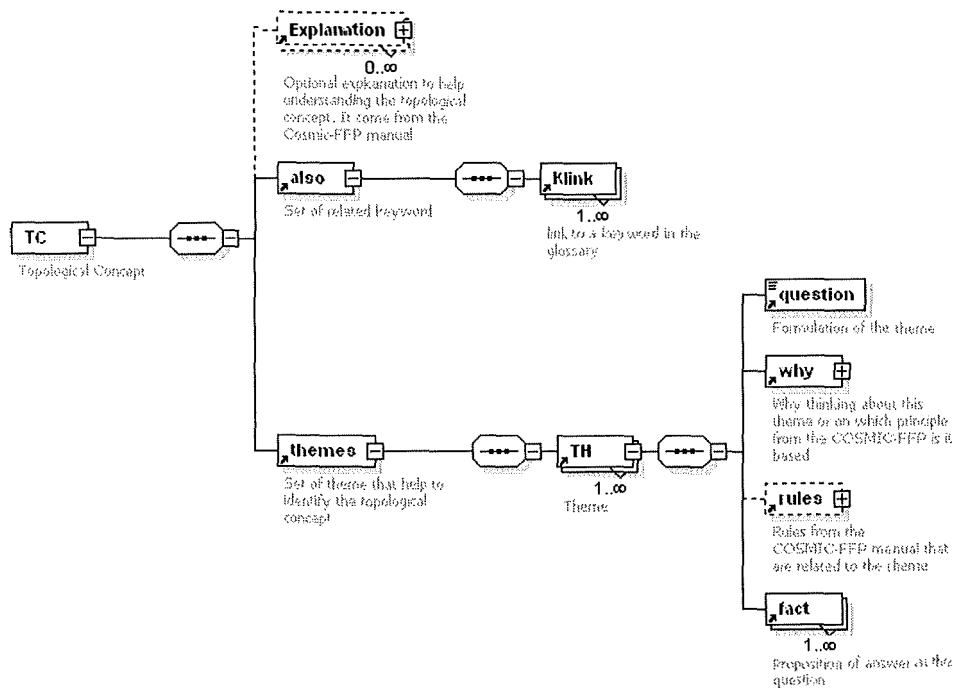 Explanation
0..∞
Optional explanation to help
understanding the topological
concept. It come from the
Cosmic-FFP manual
also
Set of related keyword
Klink
1..∞
link to a keyword in the
glossary
TC
Topological Concept
themes
Set of theme that help to
identify the topological
concept
TH
1..∞
Theme
question
Formulation of the theme
why
Why thinking about this
theme or on which principle
from the COSMIC-FFP is it
based
rules
Rules from the
COSMIC-FFP manual that
are related to the theme
fact
1..∞
Proposition of answer at the
question